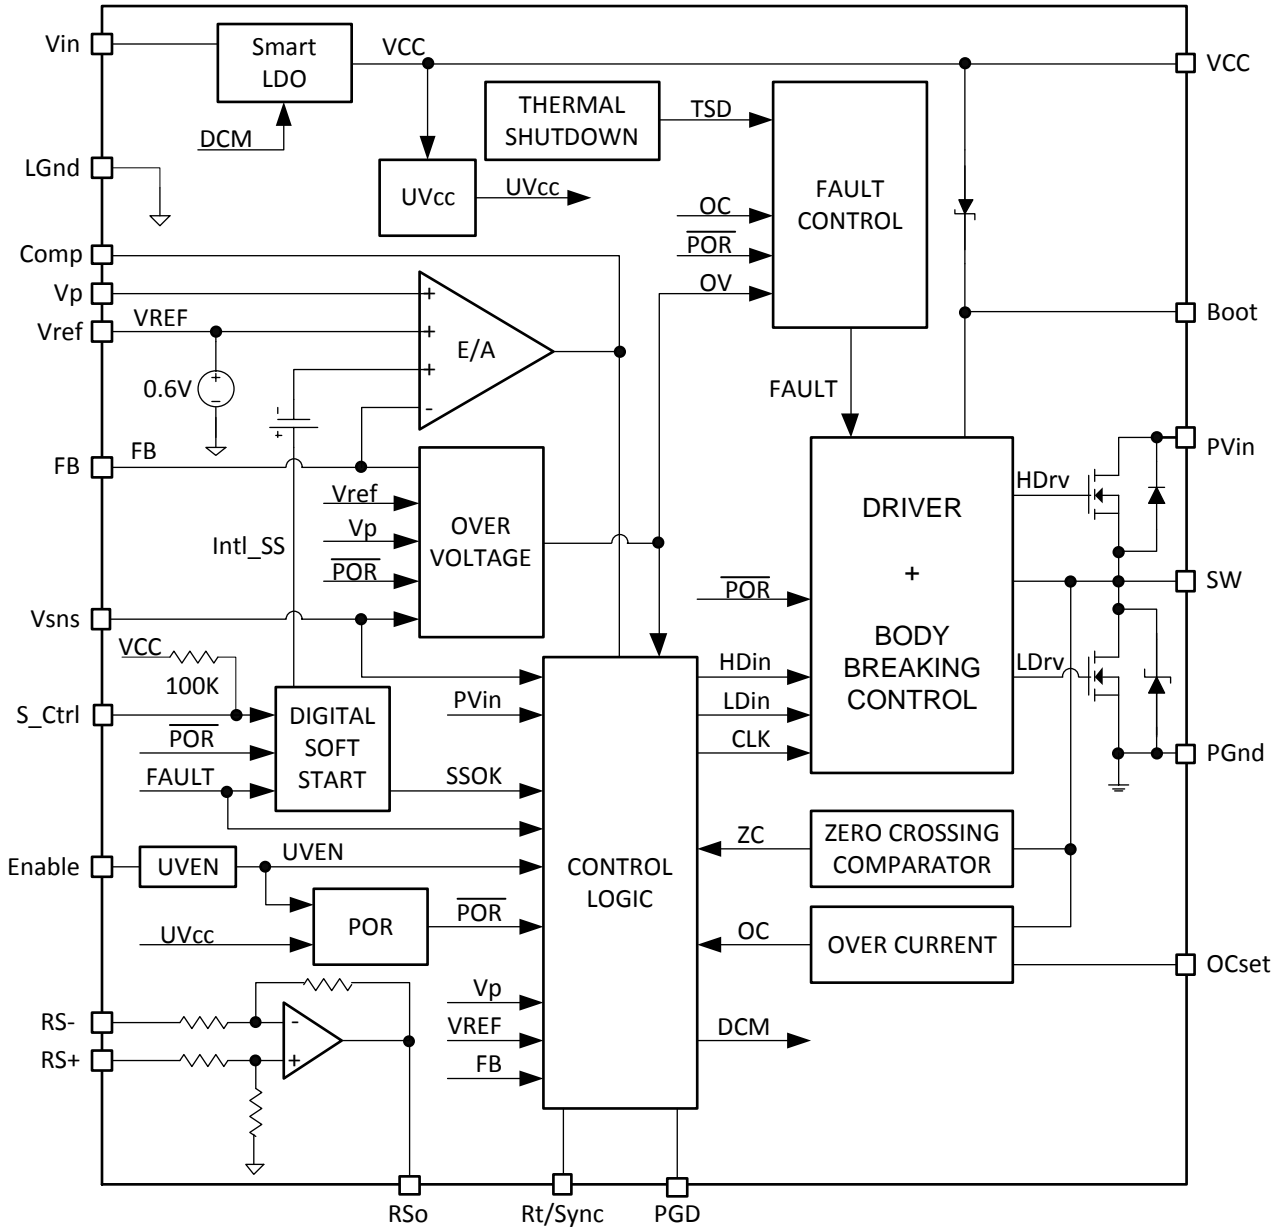 Vin
Smart
LDO
VCC
VCC
DCM
THERMAL
SHUTDOWN
TSD
LGnd
UVcc
UVcc
FAULT
CONTROL
OC
POR
OV
Comp
Vp
Vref
VREF
+
+
+
-
E/A
0.6V
+
−
-
+
FAULT
Boot
FB
FB
Vref
Vp
POR
OVER
VOLTAGE
Intl_SS
PVin
HDrv
DRIVER
+
BODY
BREAKING
CONTROL
POR
SW
Vsns
VCC
100K
LDrv
HDin
LDin
CLK
PVin
S_Ctrl
POR
FAULT
DIGITAL
SOFT
START
SSOK
PGnd
ZC
ZERO CROSSING
COMPARATOR
Enable
UVEN
UVEN
CONTROL
LOGIC
POR
POR
UVcc
OC
OVER CURRENT
OCset
RS-
RS+
-
+
Vp
VREF
FB
DCM
RSo
Rt/Sync
PGD